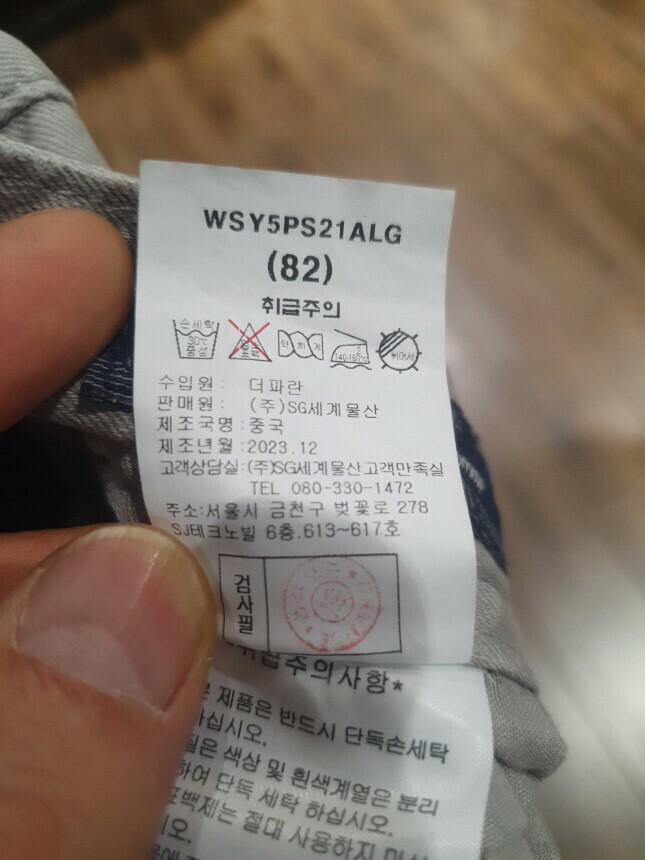 WSY5PS21ALG
(82)
취급주의
손세탁 30℃ 중성 약하게 140-160℃ 뉘어서
수입원 : 더파란
판매원 : (주)SG세계물산
제조국명 : 중국
제조년월 : 2023.12
고객상담실:(주)SG세계물산고객만족실
TEL 080-330-1472
주소:서울시 금천구 벚꽃로 278
SJ테크노빌 6층.613~617호
검사필
취급주의사항*
제품은 반드시 단독손세탁
하십시오.
색상 및 흰색계열은 분리
하여 단독 세탁 하십시오.
표백제는 절대 사용하지 마십